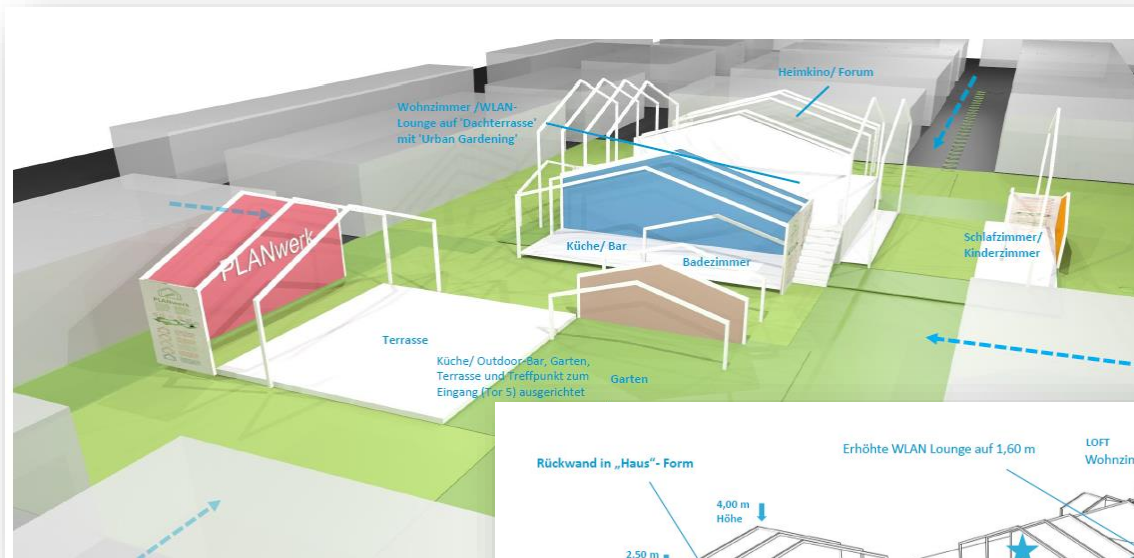 Heimkino/ Forum
Wohnzimmer /WLAN-
Lounge auf 'Dachterrasse'
mit 'Urban Gardening'
PLANwerk
Küche/ Bar
Badezimmer
Schlafzimmer/
Kinderzimmer
PLANwerk
Terrasse
Küche/ Outdoor-Bar, Garten,
Terrasse und Treffpunkt zum
Eingang (Tor 5) ausgerichtet
Garten
Rückwand in „Haus“- Form
Erhöhte WLAN Lounge auf 1,60 m
LOFT
4,00 m
Höhe
2,50 m